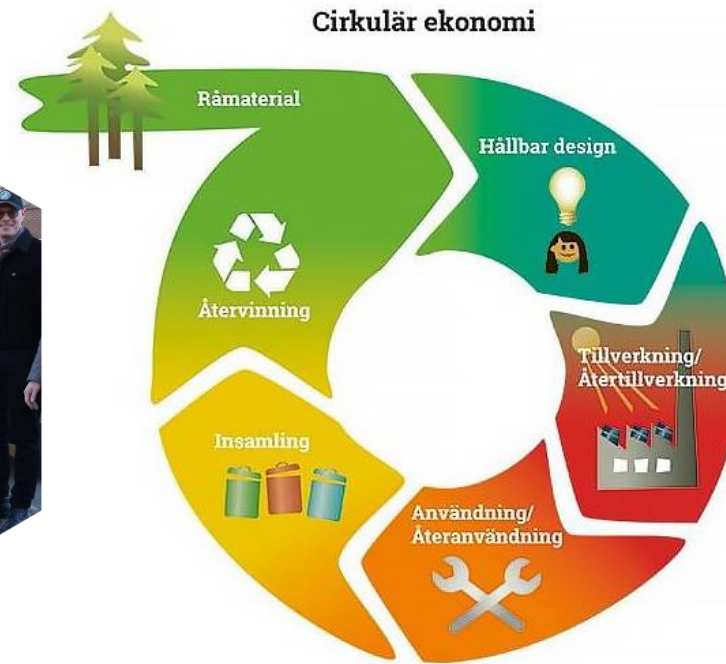 Cirkulär ekonomi
Råmaterial
Hållbar design
Tillverkning/
Återtillverkning
Användning/
Återanvändning
Insamling
Återvinning